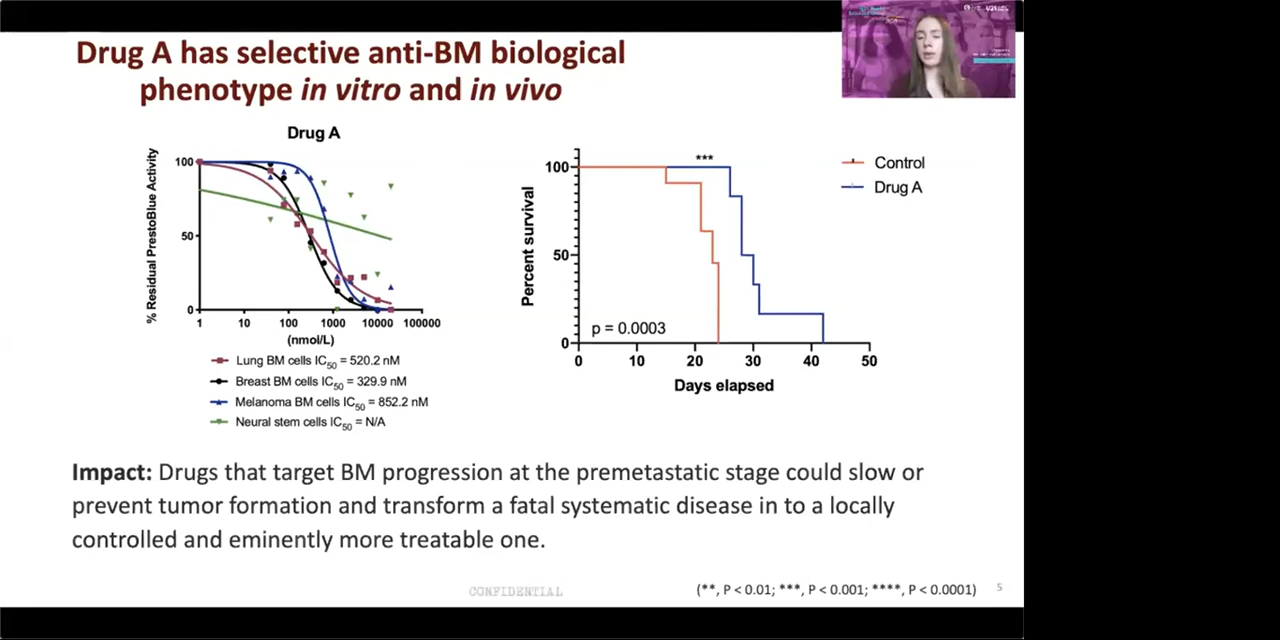 Drug A has selective anti-BM biological
phenotype in vitro and in vivo
Drug A
% Residual PrestoBlue Activity
100
50
0
1 10 100 1000 10000 100000
(nmol/L)
Lung BM cells IC50 = 520.2 nM
Breast BM cells IC50 = 329.9 nM
Melanoma BM cells IC50 = 852.2 nM
Neural stem cells IC50 = N/A
***
Percent survival
100
50
0
p = 0.0003
0 10 20 30 40 50
Days elapsed
Control
Drug A
Impact: Drugs that target BM progression at the premetastatic stage could slow or
prevent tumor formation and transform a fatal systematic disease in to a locally
controlled and eminently more treatable one.
CONFIDENTIAL
(**, P < 0.01; ***, P < 0.001; ****, P < 0.0001)
5